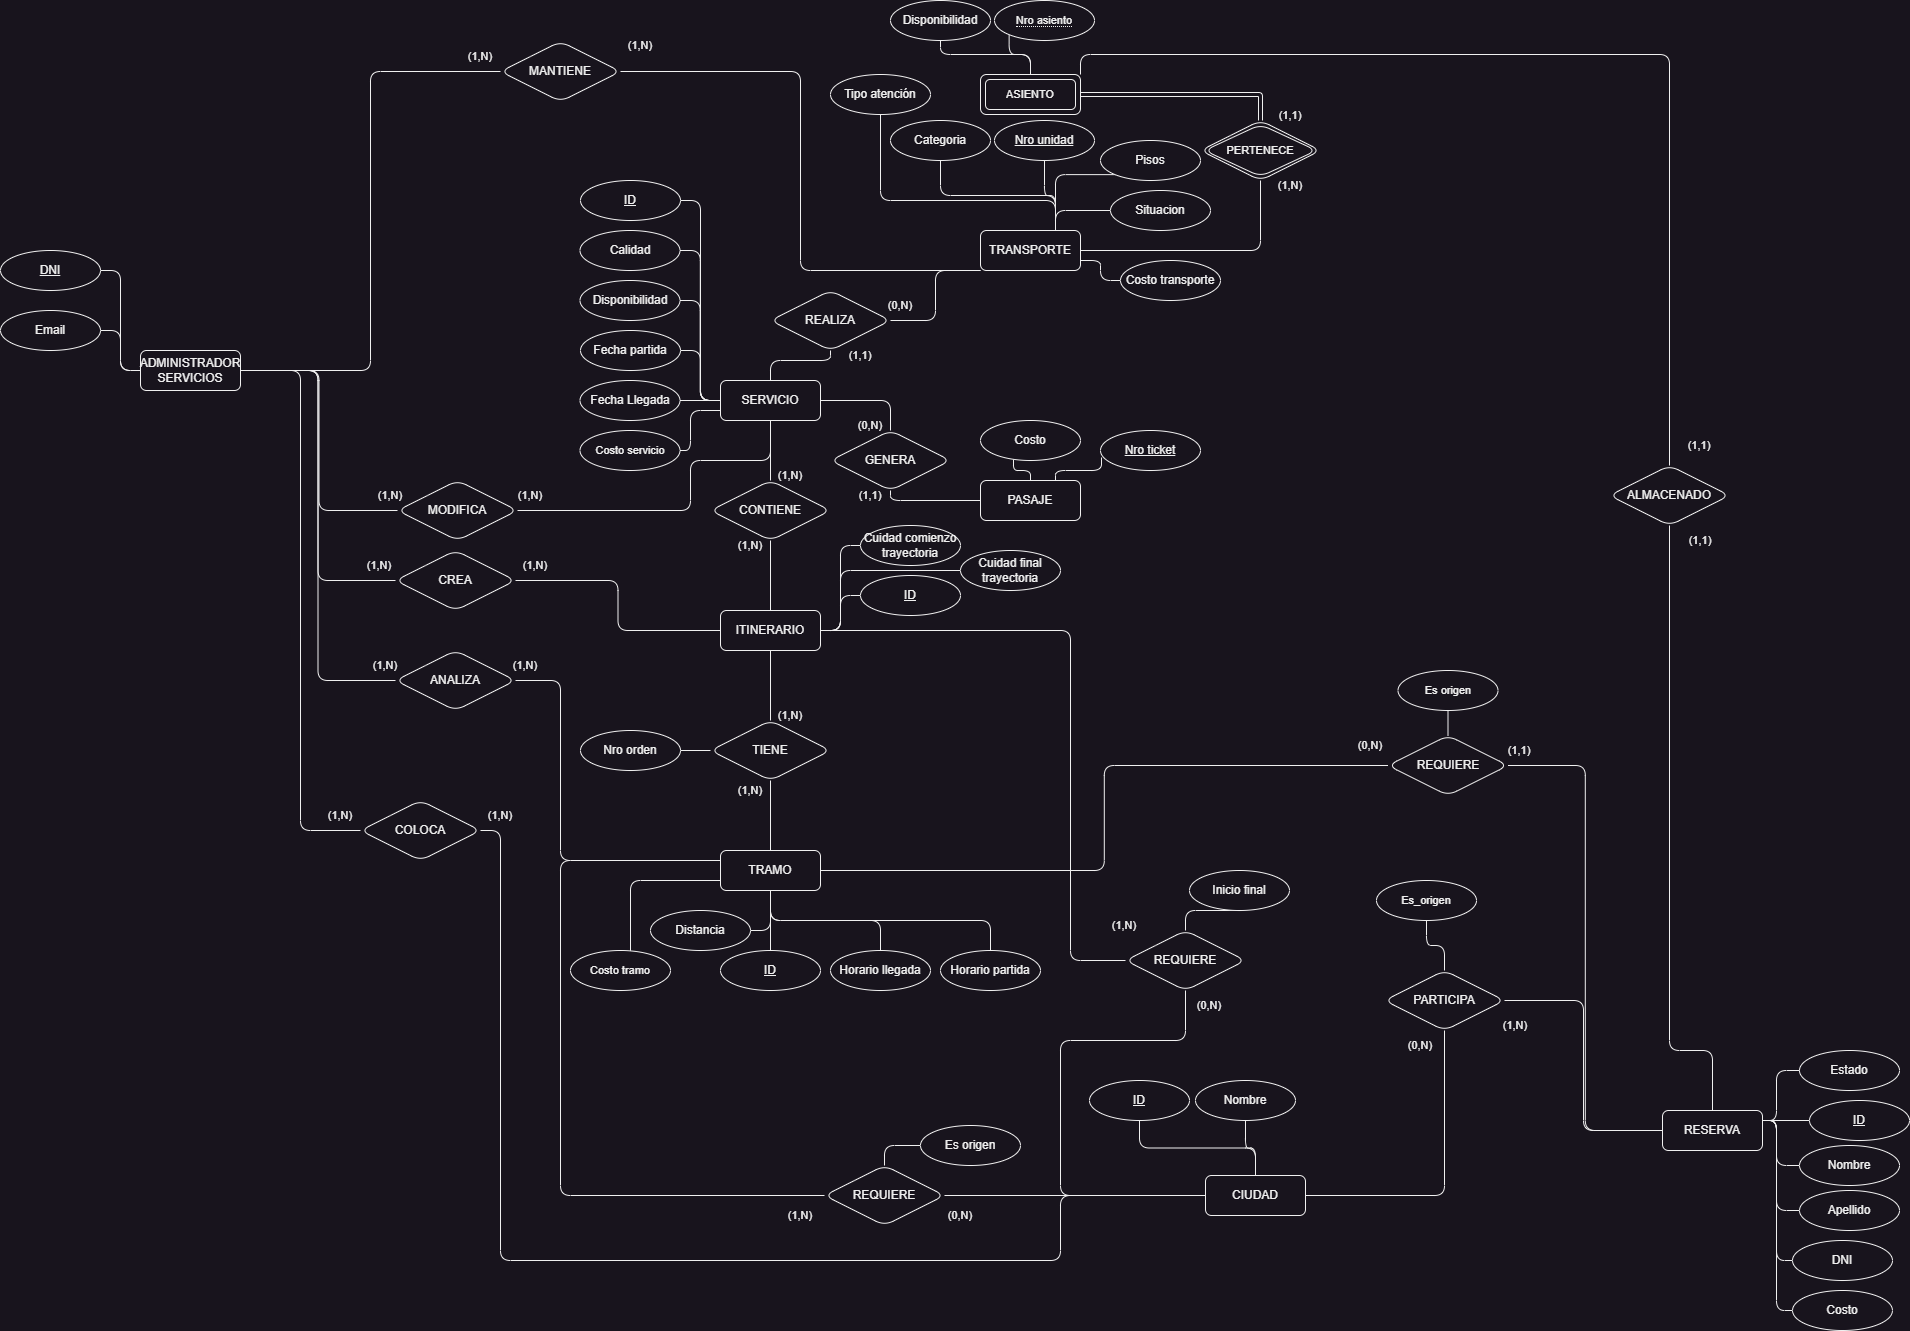 Disponibilidad
Nro asiento
(1,N)
(1,N)
MANTIENE
ASIENTO
Tipo atención
(1,1)
Categoria
Nro unidad
PERTENECE
Pisos
(1,N)
ID
Situacion
Calidad
TRANSPORTE
DNI
Costo transporte
Disponibilidad
(0,N)
REALIZA
Email
Fecha partida
(1,1)
ADMINISTRADOR
SERVICIOS
Fecha Llegada
SERVICIO
(0,N)
Costo
(1,1)
Costo servicio
GENERA
Nro ticket
(1,N)
(1,N)
(1,N)
(1,1)
PASAJE
ALMACENADO
MODIFICA
CONTIENE
(1,N)
Cuidad comienzo
trayectoria
(1,1)
(1,N)
(1,N)
CREA
Cuidad final
trayectoria
ID
ITINERARIO
(1,N)
(1,N)
ANALIZA
Es origen
(1,N)
Nro orden
TIENE
(0,N)
(1,1)
REQUIERE
(1,N)
(1,N)
(1,N)
COLOCA
TRAMO
Inicio final
Es_origen
Distancia
(1,N)
REQUIERE
Costo tramo
ID
Horario llegada
Horario partida
PARTICIPA
(0,N)
(1,N)
(0,N)
Estado
ID
Nombre
ID
RESERVA
Es origen
Nombre
REQUIERE
CIUDAD
(1,N)
(0,N)
Apellido
DNI
Costo